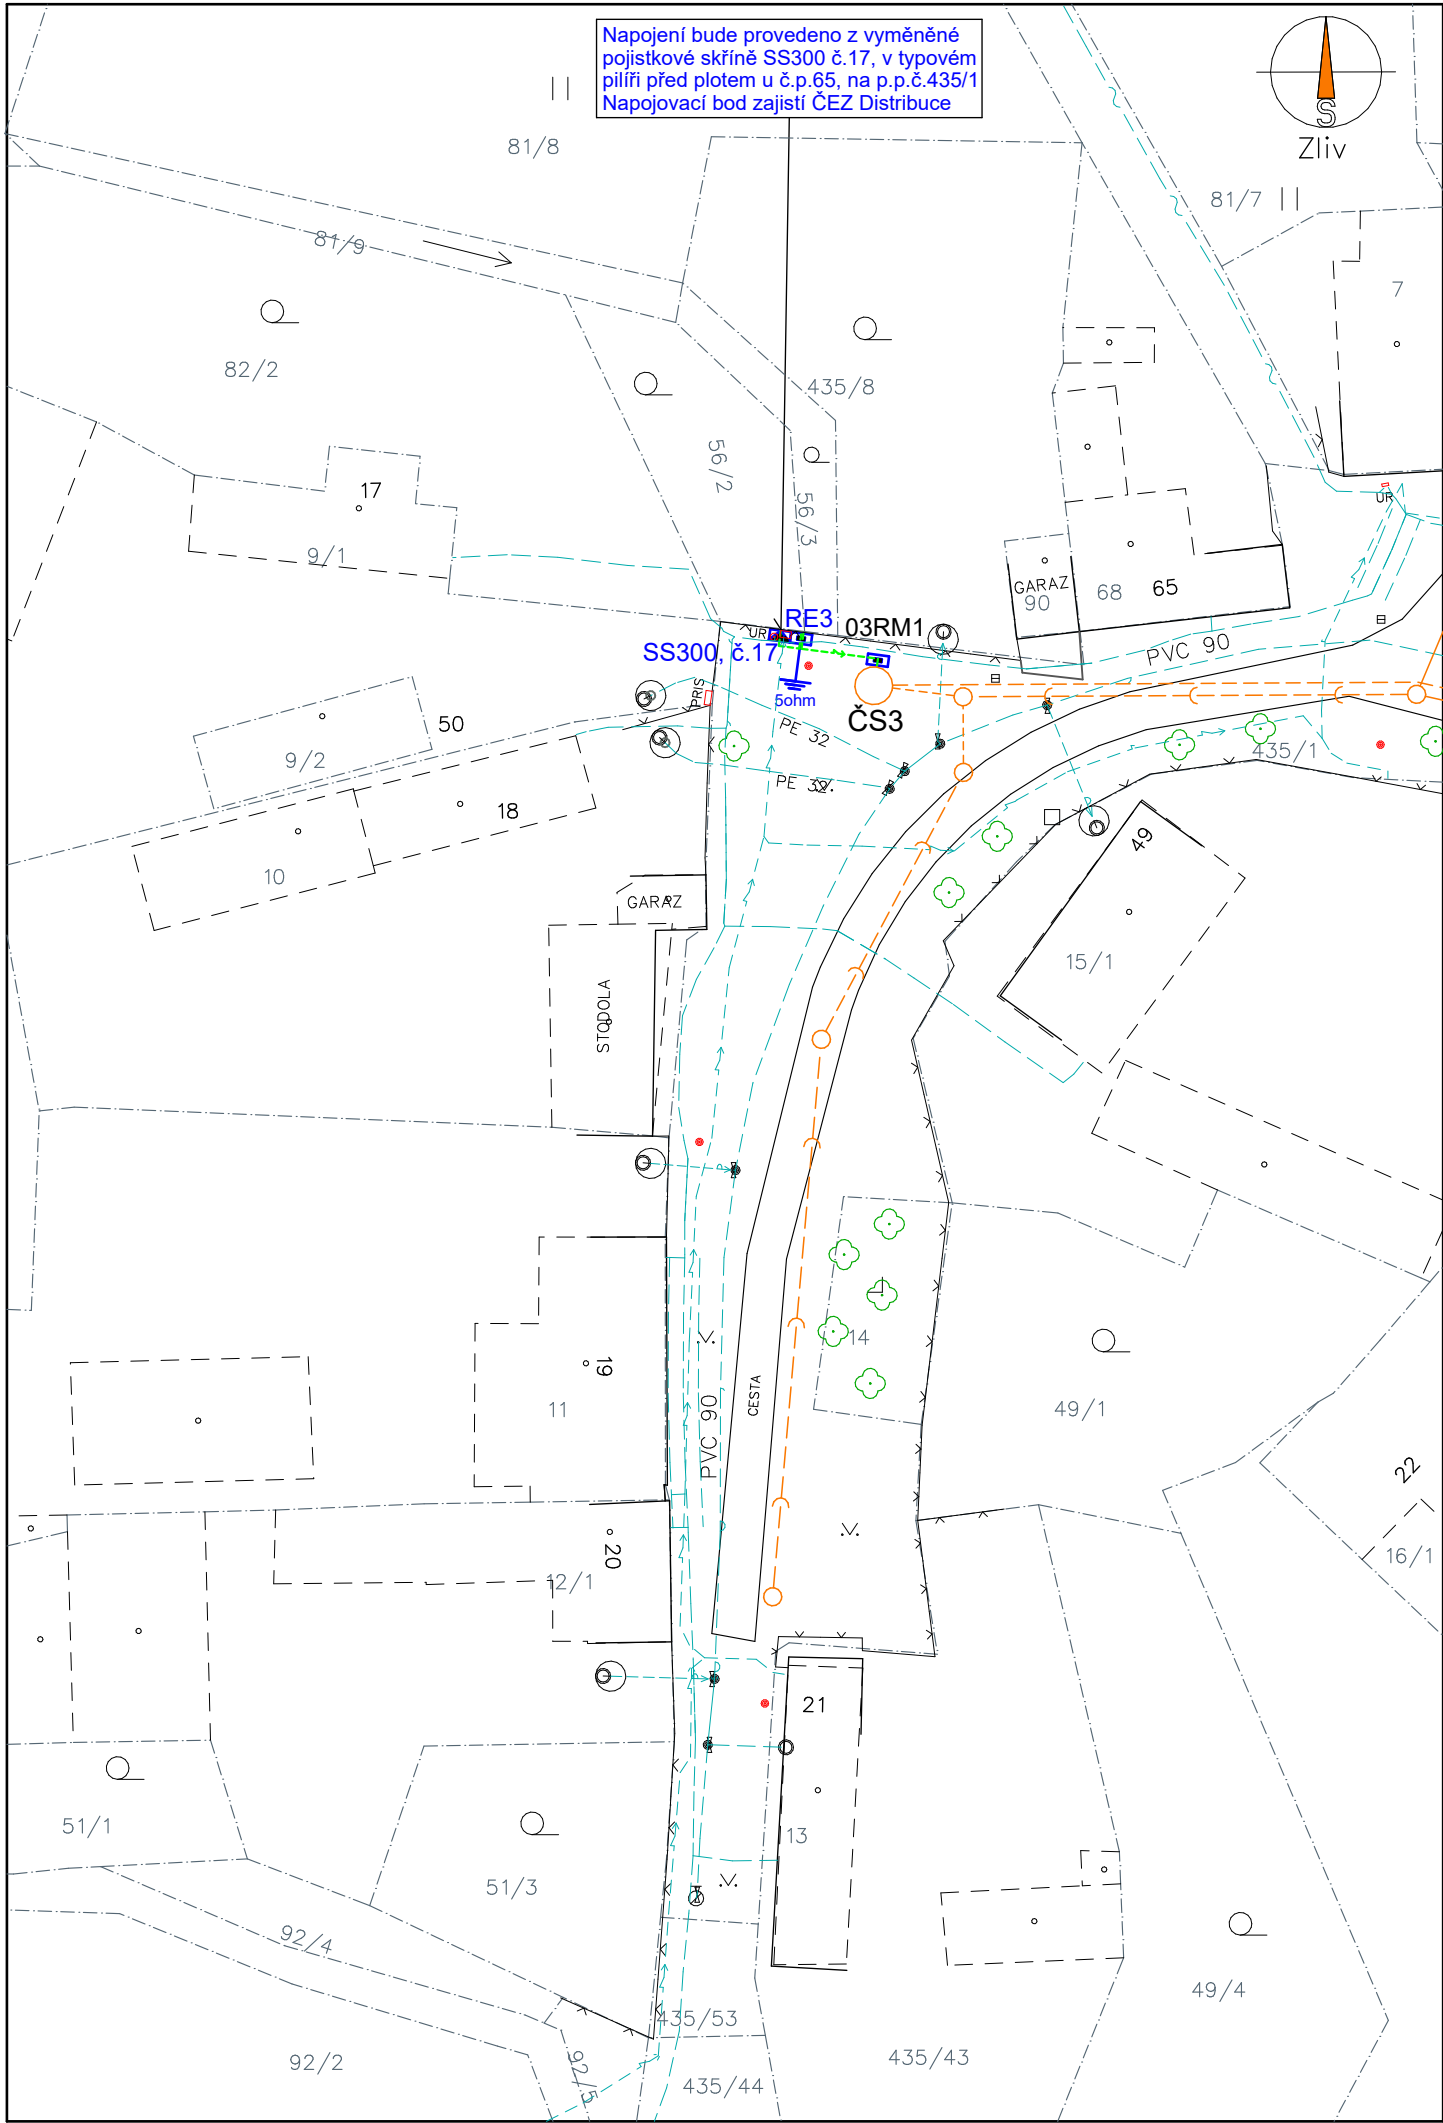 Napojení bude provedeno z vyměněné
pojistkové skříně SS300 č.17, v typovém
pilíři před plotem u č.p.65, na p.p.č.435/1
Napojovací bod zajistí ČEZ Distribuce
S
Zliv
81/8
81/7
81/9
7
82/2
435/8
56/2
56/3
17
9/1
UR
GARAZ
90
68
65
RE3
03RM1
UR
SS300, č.17
PVC 90
PRIS
5ohm
ČS3
50
9/2
PE 32
435/1
PE 32
18
10
49
GARAZ
15/1
STODOLA
14
19
11
CESTA
PVC 90
49/1
22
20
12/1
16/1
21
51/1
13
51/3
92/4
49/4
435/53
92/2
92/5
435/43
435/44